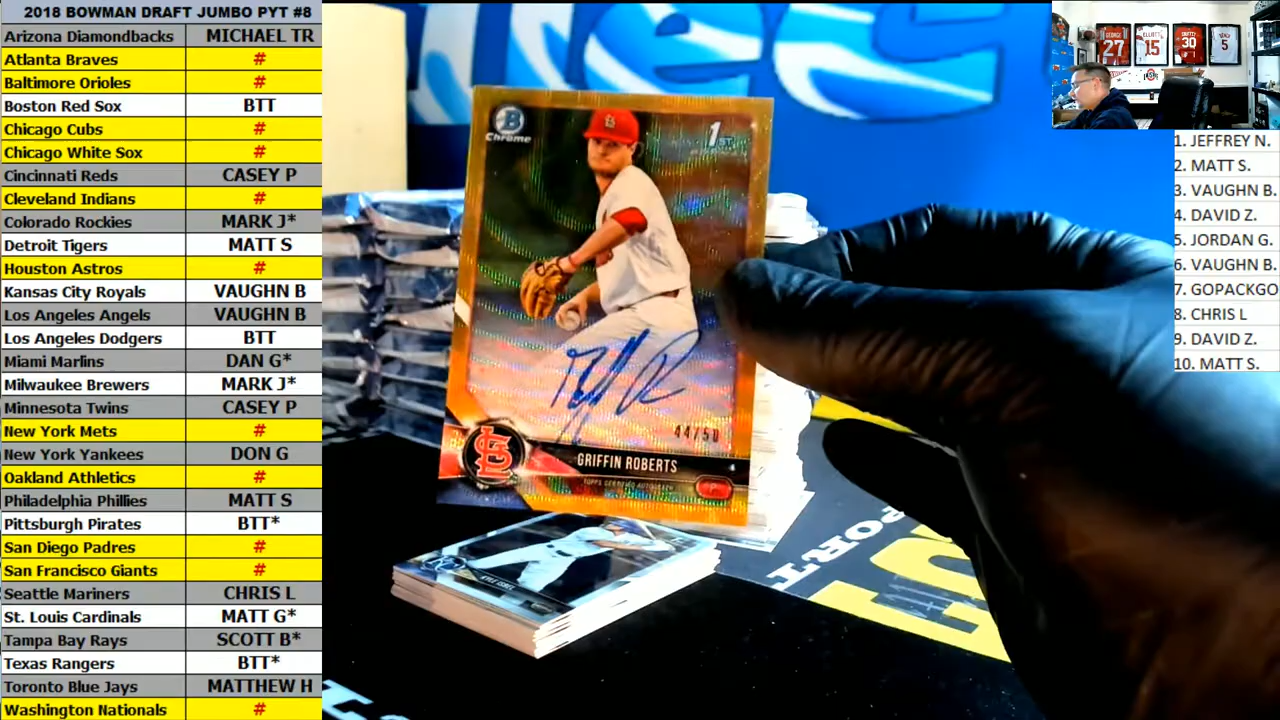 2018 BOWMAN DRAFT JUMBO PYT #8
Arizona Diamondbacks MICHAEL TR
Atlanta Braves #
Baltimore Orioles #
Boston Red Sox BTT
Chicago Cubs #
Chicago White Sox #
Cincinnati Reds CASEY P
Cleveland Indians #
Colorado Rockies MARK J*
Detroit Tigers MATT S
Houston Astros #
Kansas City Royals VAUGHN B
Los Angeles Angels VAUGHN B
Los Angeles Dodgers BTT
Miami Marlins DAN G*
Milwaukee Brewers MARK J*
Minnesota Twins CASEY P
New York Mets #
New York Yankees DON G
Oakland Athletics #
Philadelphia Phillies MATT S
Pittsburgh Pirates BTT*
San Diego Padres #
San Francisco Giants #
Seattle Mariners CHRIS L
St. Louis Cardinals MATT G*
Tampa Bay Rays SCOTT B*
Texas Rangers BTT*
Toronto Blue Jays MATTHEW H
Washington Nationals #
B
Chrome
1ST
44/50
GRIFFIN ROBERTS
TOPPS CERTIFIED AUTOGRAPH
P
KYLE ISBEL
PORT
27
15
30
5
1. JEFFREY N.
2. MATT S.
3. VAUGHN B.
4. DAVID Z.
5. JORDAN G.
6. VAUGHN B.
7. GOPACKGO
8. CHRIS L
9. DAVID Z.
10. MATT S.